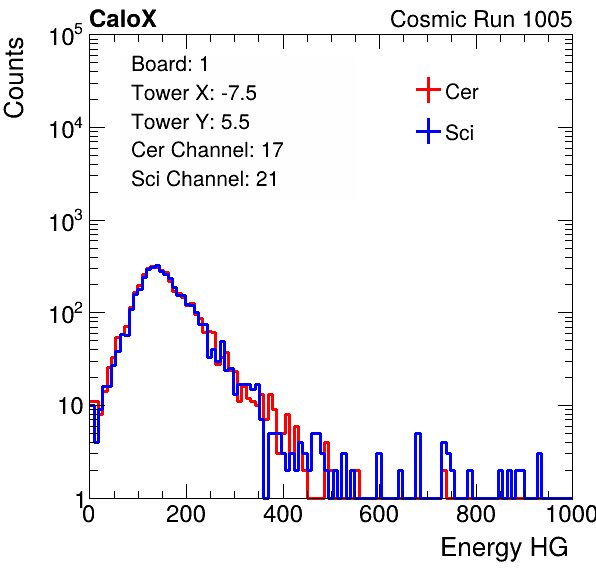 CaloX Cosmic Run 1005
Counts
Board: 1
Tower X: -7.5
Tower Y: 5.5
Cer Channel: 17
Sci Channel: 21
Cer
Sci
10^5
10^4
10^3
10^2
10
1
0 200 400 600 800 1000
Energy HG